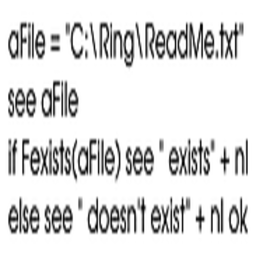 aFile = "C:\Ring\ReadMe.txt"
see aFile
if Fexists(aFile) see " exists" + nl
else see " doesn't exist" + nl ok